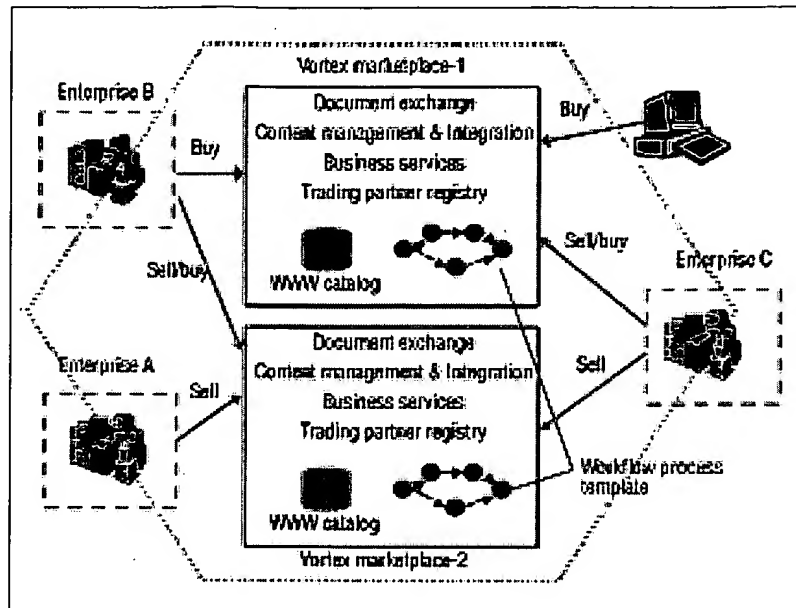 Vortex marketplace-1
Enterprise B
Document exchange
Buy
Content management & Integration
Buy
Business services
Trading partner registry
Sell/buy
Sell/buy
Enterprise C
WWW catalog
Document exchange
Enterprise A
Content management & Integration
Sell
Sell
Business services
Trading partner registry
Workflow process
template
WWW catalog
Vortex marketplace-2